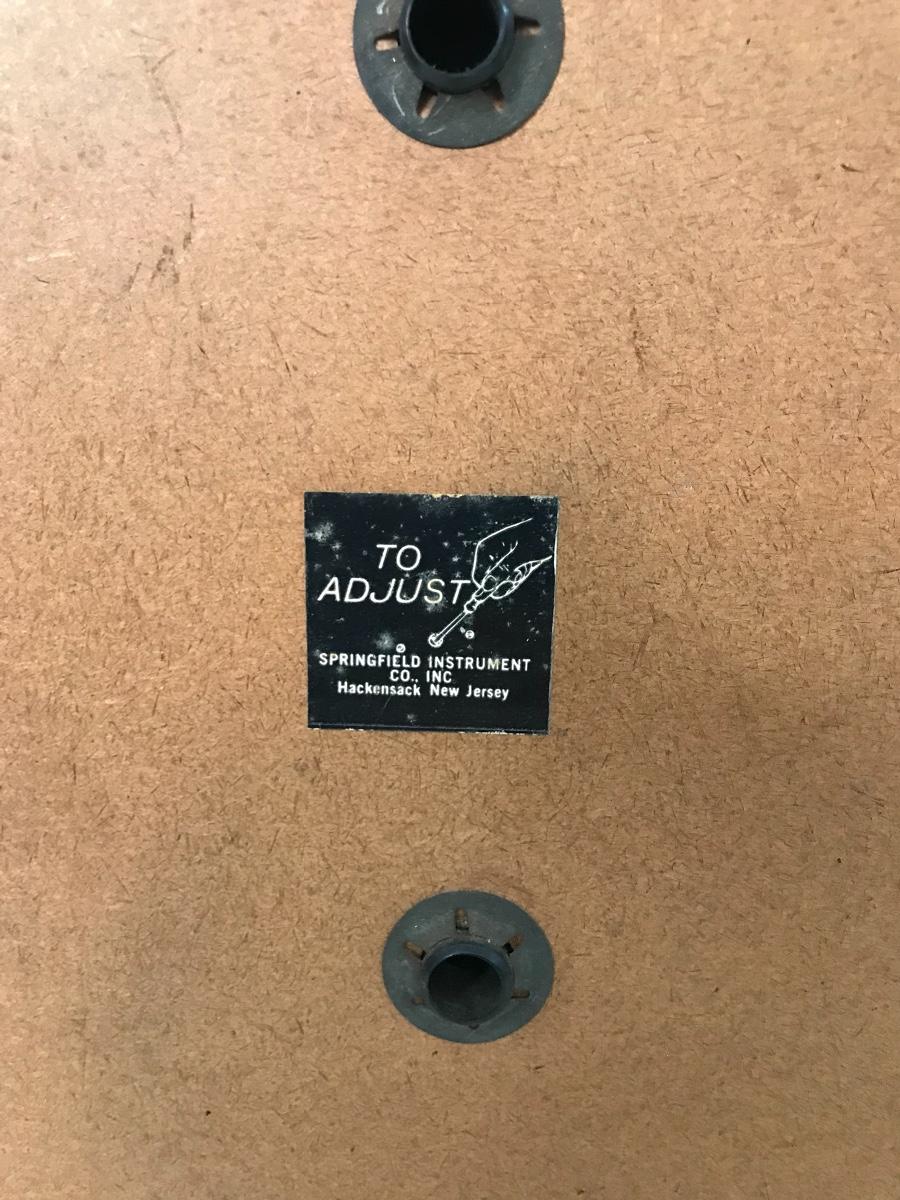 TO
ADJUST
SPRINGFIELD INSTRUMENT
CO., INC
Hackensack New Jersey